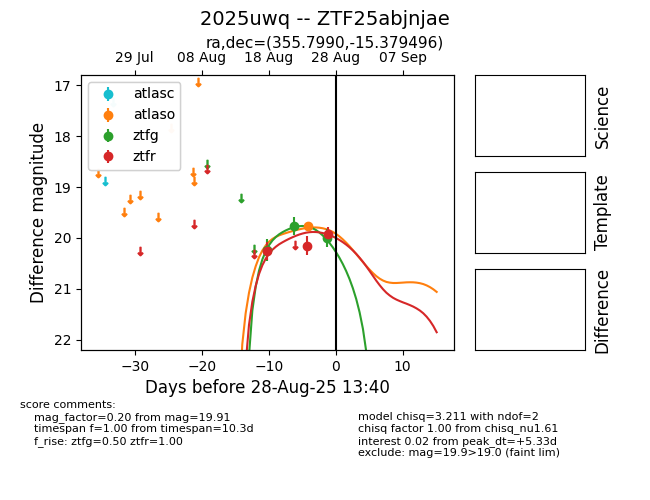 2025uwq -- ZTF25abjnjae
ra,dec=(355.7990,-15.379496)
29 Jul 08 Aug 18 Aug 28 Aug 07 Sep
atlasc
atlaso
ztfg
ztfr
17
18
19
20
21
22
Difference magnitude
−30 −20 −10 0 10
Days before 28-Aug-25 13:40
Science
Template
Difference
score comments:
mag_factor=0.20 from mag=19.91
timespan f=1.00 from timespan=10.3d
f_rise: ztfg=0.50 ztfr=1.00
model chisq=3.211 with ndof=2
chisq factor 1.00 from chisq_nu1.61
interest 0.02 from peak_dt=+5.33d
exclude: mag=19.9>19.0 (faint lim)